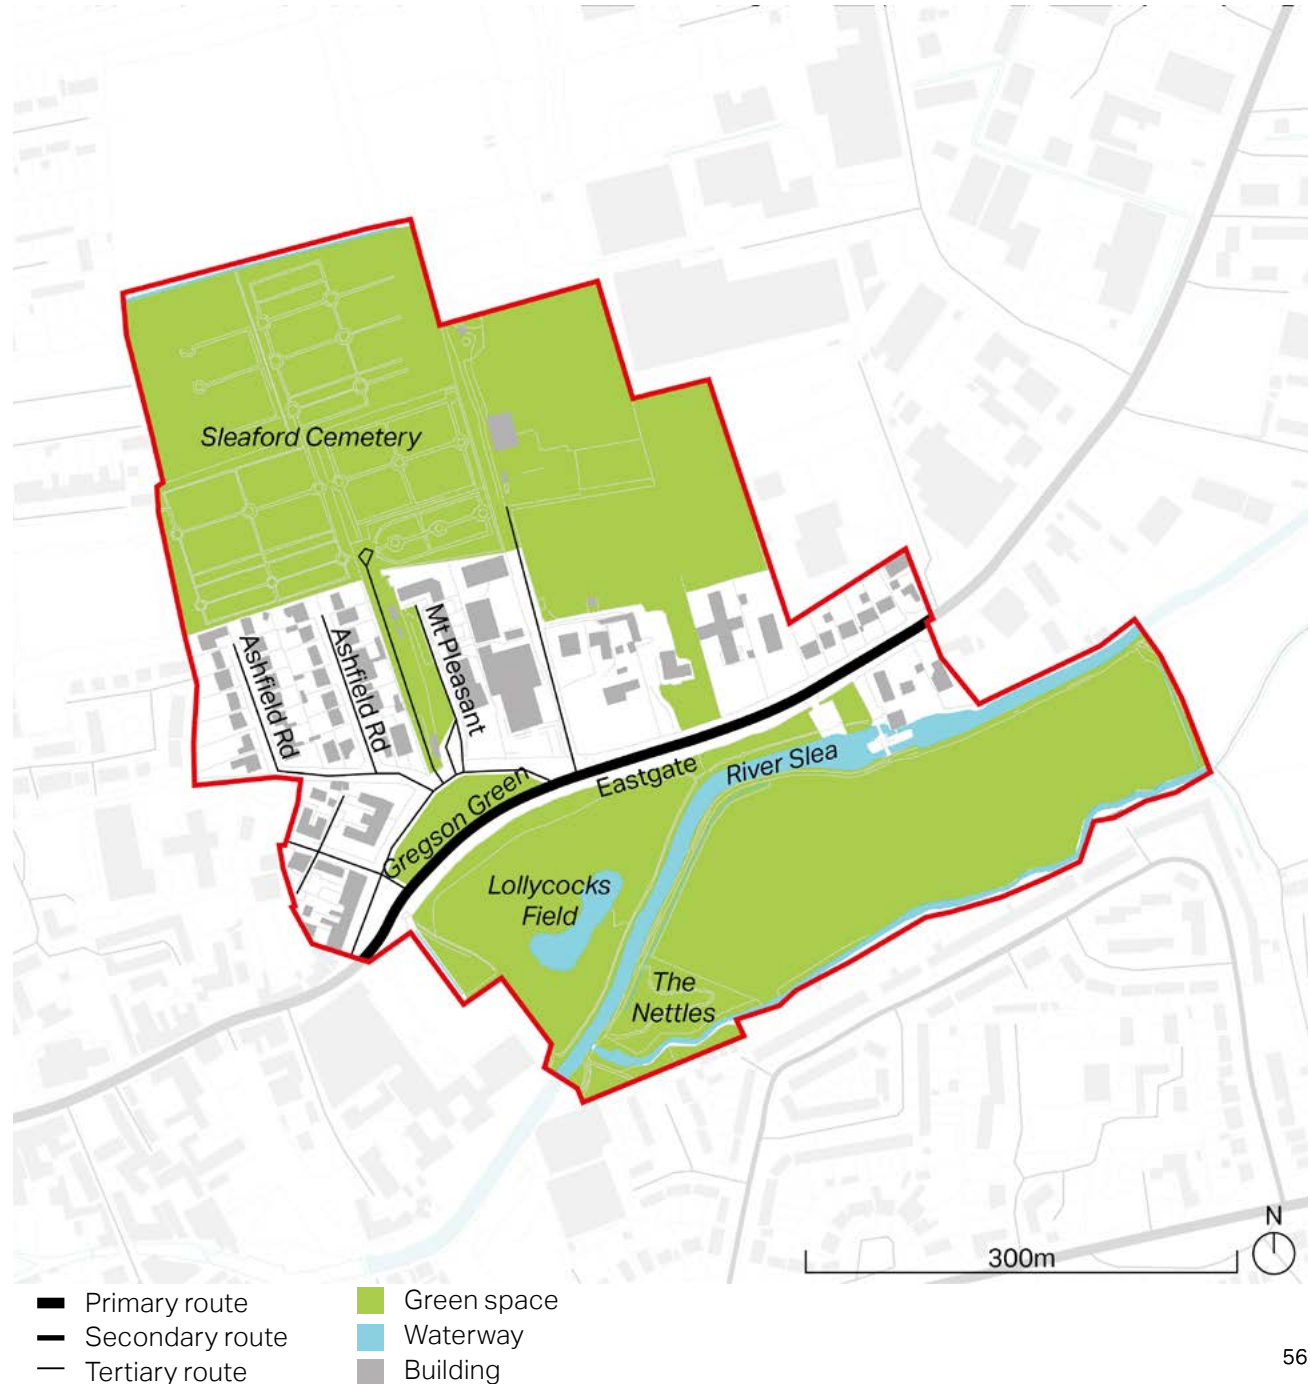 Sleaford Cemetery
Ashfield Rd
Ashfield Rd
Mt Pleasant
Gregson Green
Eastgate
River Slea
Lollycocks
Field
The
Nettles
N
300m
Primary route
Secondary route
Tertiary route
Green space
Waterway
Building
56